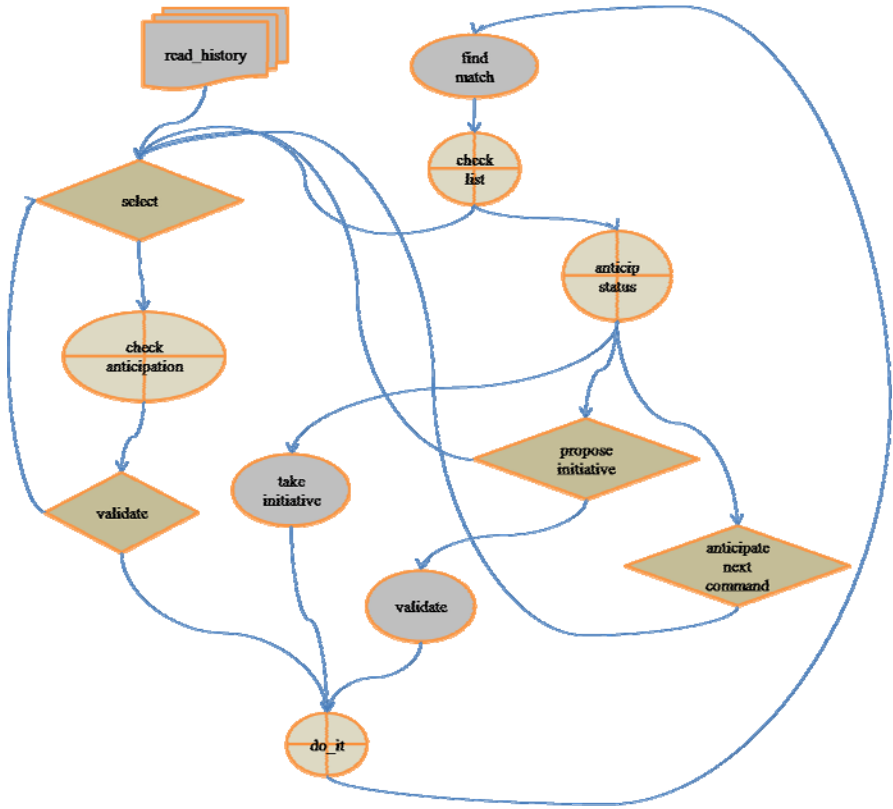 read_history
find
match
check
list
select
anticip
status
check
anticipation
propose
initiative
take
initiative
validate
anticipate
next
command
validate
do_it